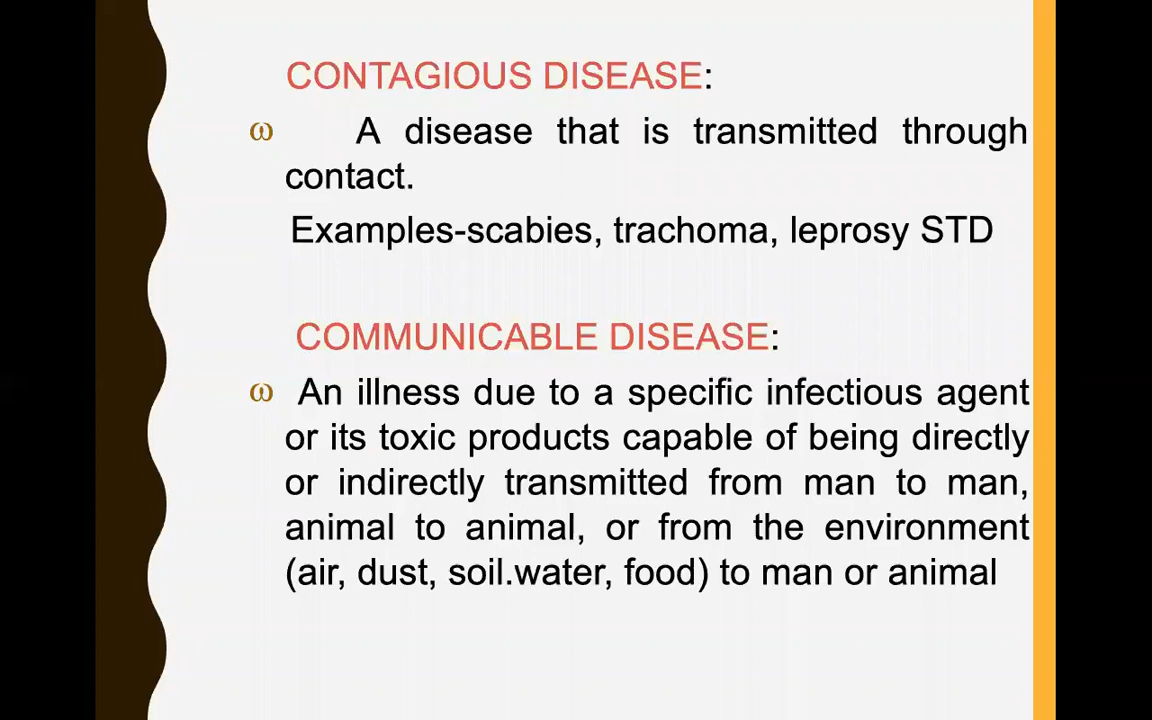 CONTAGIOUS DISEASE:
ω A disease that is transmitted through
contact.
Examples-scabies, trachoma, leprosy STD
COMMUNICABLE DISEASE:
ω An illness due to a specific infectious agent
or its toxic products capable of being directly
or indirectly transmitted from man to man,
animal to animal, or from the environment
(air, dust, soil.water, food) to man or animal